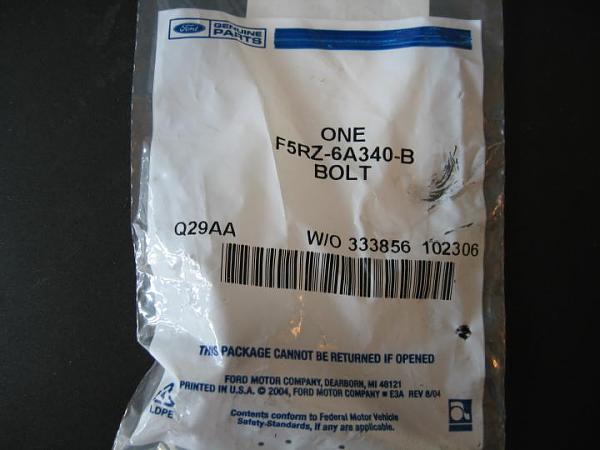 Ford GENUINE PARTS
ONE
F5RZ-6A340-B
BOLT
Q29AA W/O 333856 102306
THIS PACKAGE CANNOT BE RETURNED IF OPENED
FORD MOTOR COMPANY, DEARBORN, MI 48121
PRINTED IN U.S.A. © 2004, FORD MOTOR COMPANY ■ E3A REV 8/04
LDPE
Contents conform to Federal Motor Vehicle
Safety-Standards, if any are applicable.